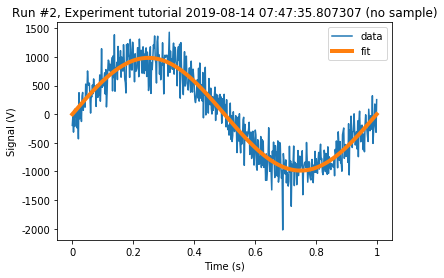 Run #2, Experiment tutorial 2019-08-14 07:47:35.807307 (no sample)
1500
1000
500
0
-500
-1000
-1500
-2000
Signal (V)
data
fit
0
0.2
0.4
0.6
0.8
1
Time (s)